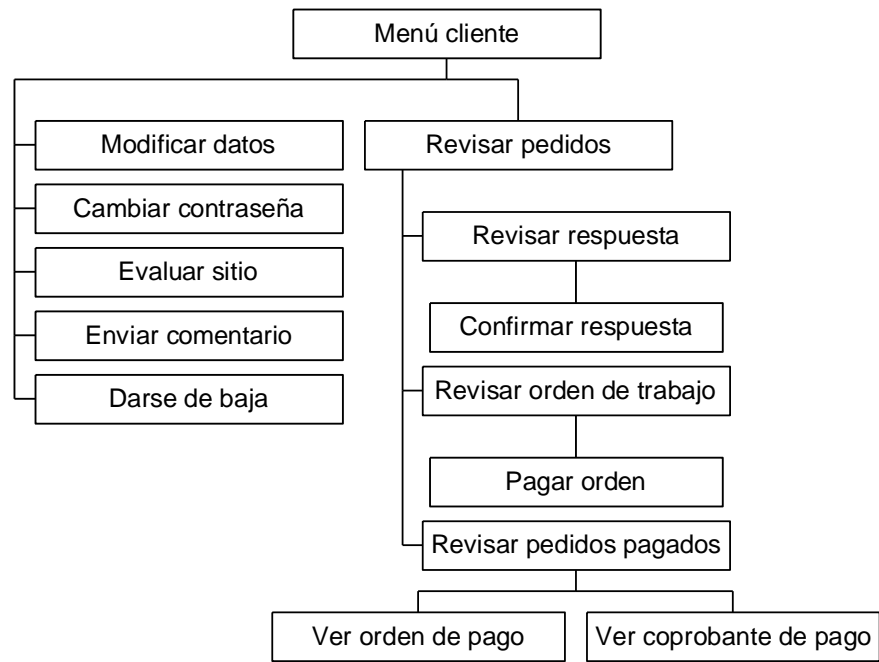 Menú cliente
Modificar datos
Cambiar contraseña
Evaluar sitio
Enviar comentario
Darse de baja
Revisar pedidos
Revisar respuesta
Confirmar respuesta
Revisar orden de trabajo
Pagar orden
Revisar pedidos pagados
Ver orden de pago
Ver coprobante de pago